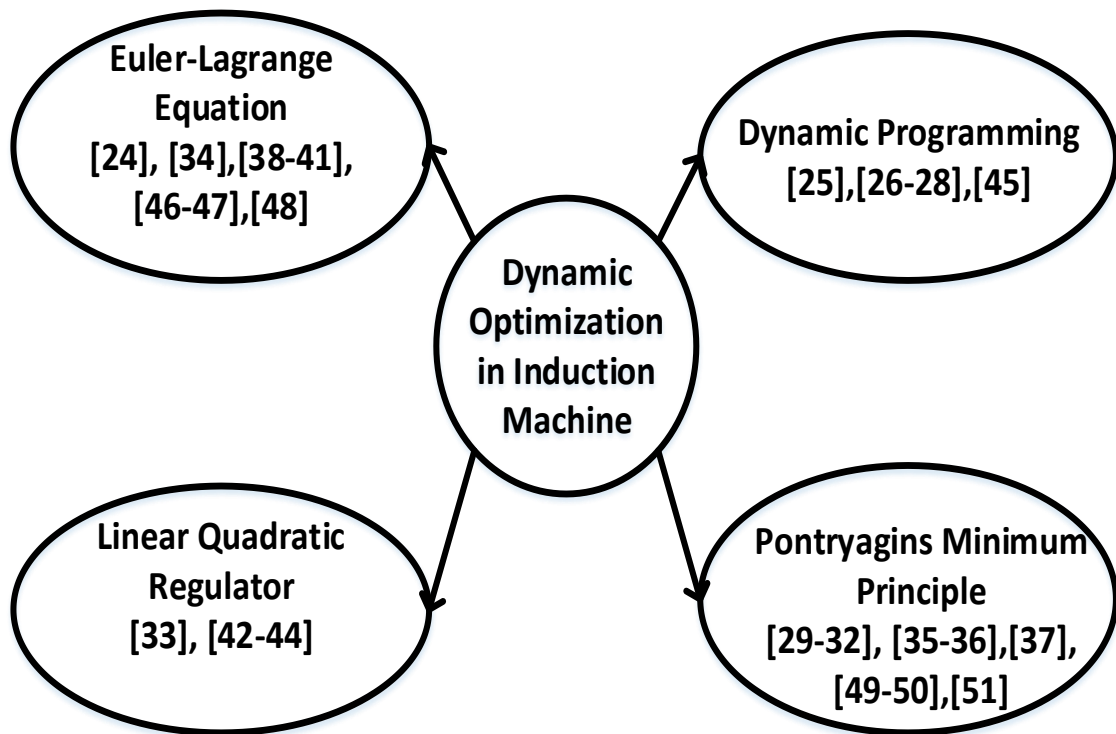 Euler-Lagrange
Equation
[24], [34],[38-41],
[46-47],[48]
Dynamic Programming
[25],[26-28],[45]
Dynamic
Optimization
in Induction
Machine
Linear Quadratic
Regulator
[33], [42-44]
Pontryagins Minimum
Principle
[29-32], [35-36],[37],
[49-50],[51]